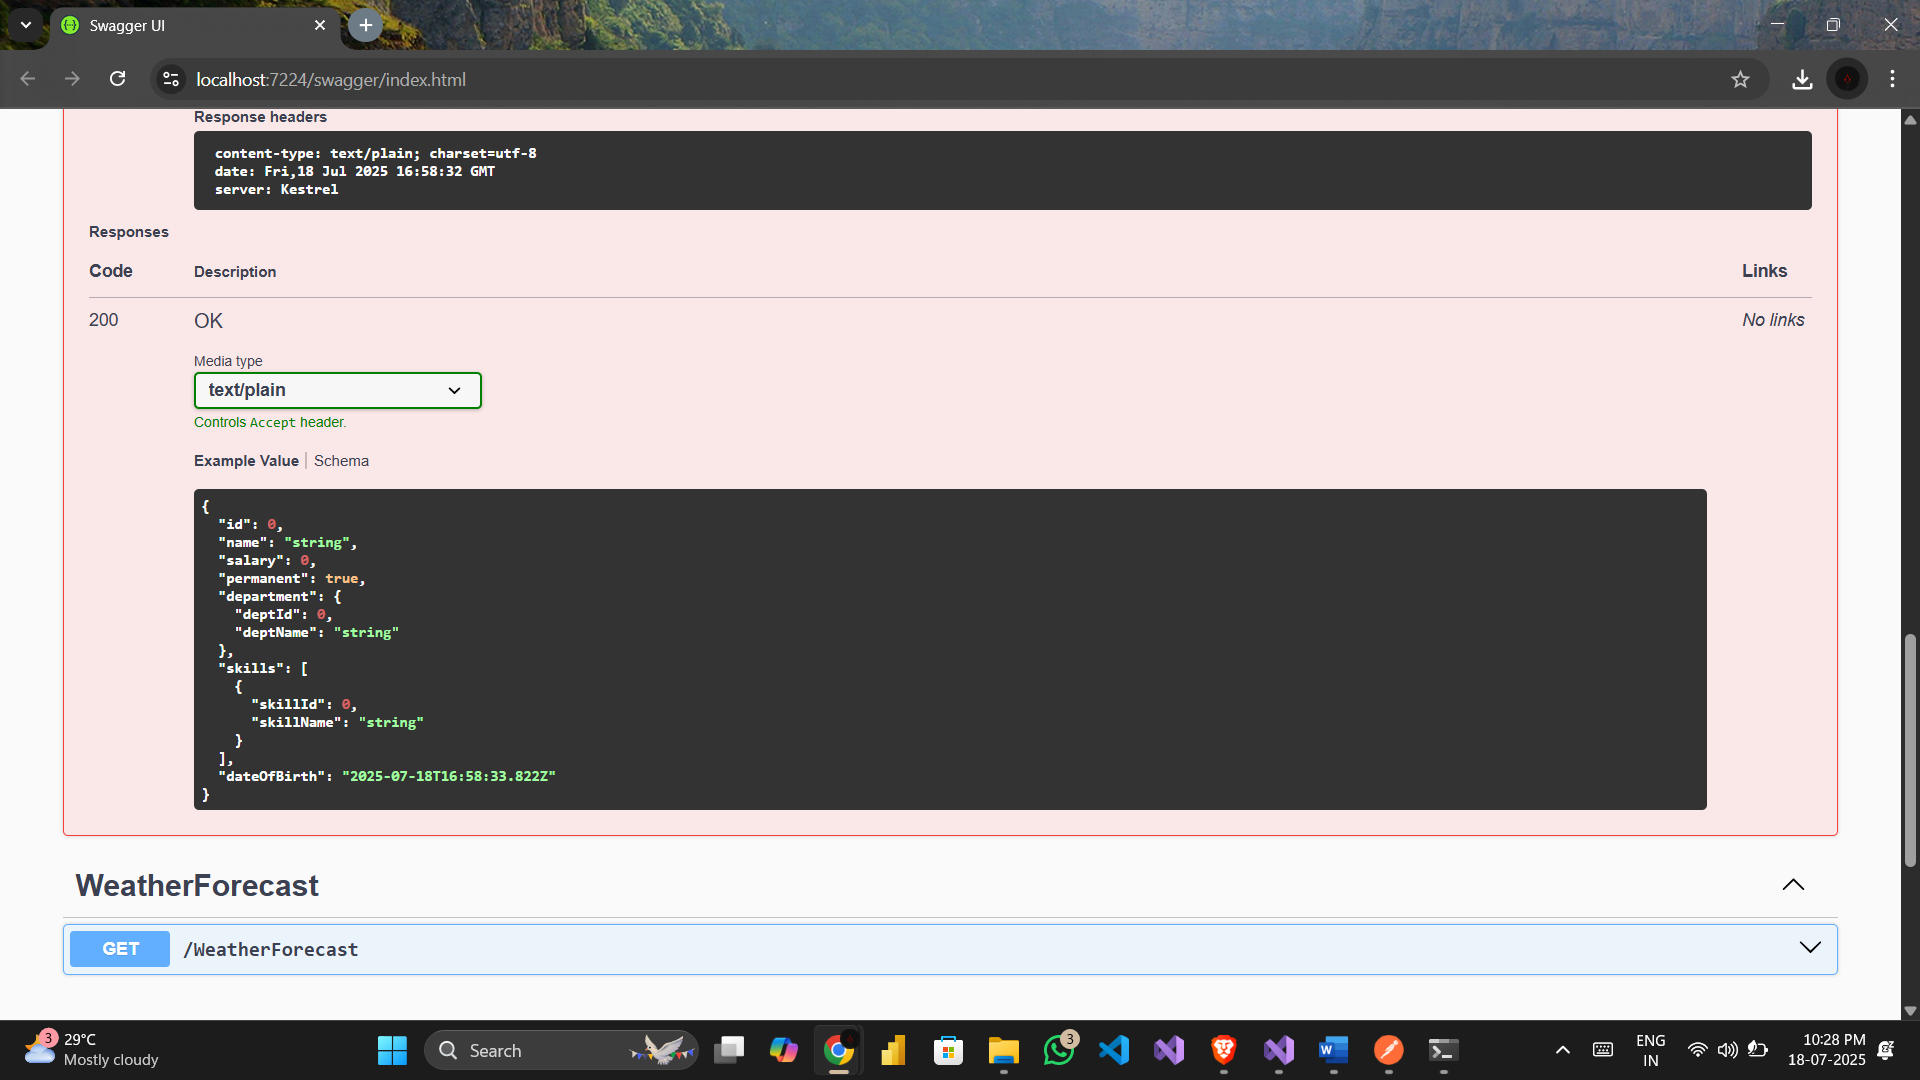 Swagger UI
localhost:7224/swagger/index.html
Response headers
content-type: text/plain; charset=utf-8
date: Fri,18 Jul 2025 16:58:32 GMT
server: Kestrel
Responses
Code Description Links
200 OK No links
Media type
text/plain
Controls Accept header.
Example Value Schema
{
"id": 0,
"name": "string",
"salary": 0,
"permanent": true,
"department": {
"deptId": 0,
"deptName": "string"
},
"skills": [
{
"skillId": 0,
"skillName": "string"
}
],
"dateOfBirth": "2025-07-18T16:58:33.822Z"
}
WeatherForecast
GET /WeatherForecast
3 29°C
Mostly cloudy
Search
3
ENG
IN
10:28 PM
18-07-2025